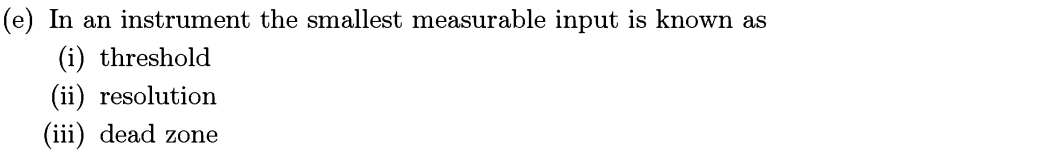 (e) In an instrument the smallest measurable input is known as
(i) threshold
(ii) resolution
(iii) dead zone